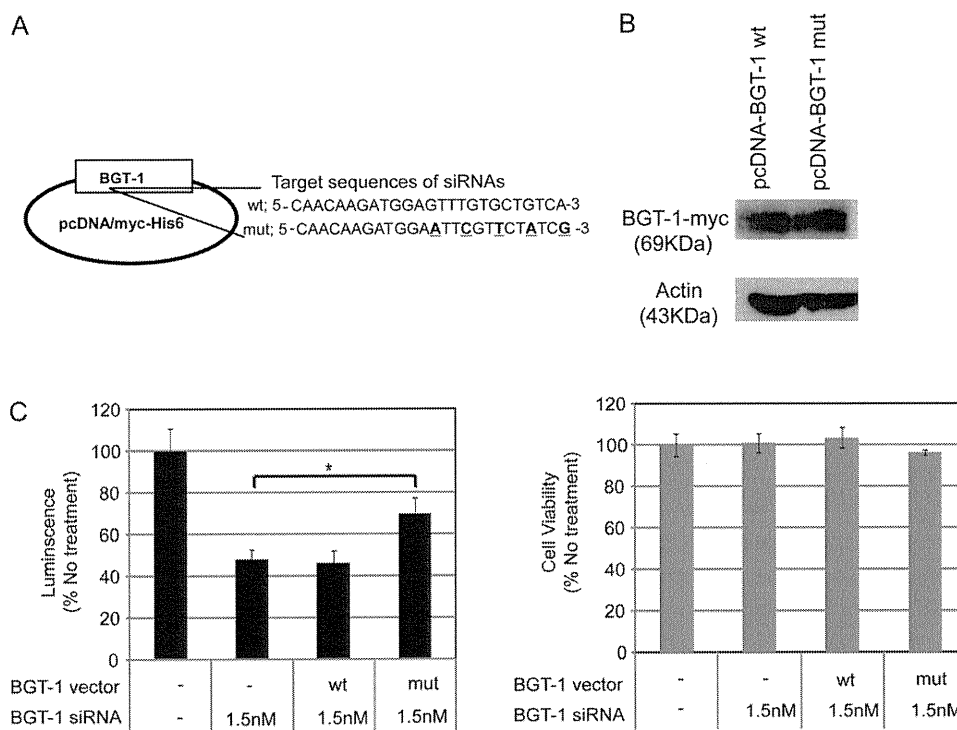 A
BGT-1
pcDNA/myc-His6
Target sequences of siRNAs
wt; 5-CAACAAGATGGAGTTTGTGCTGTCA-3
mut; 5-CAACAAGATGGAATTCGTTCTATCG -3
B
pcDNA-BGT-1 wt
pcDNA-BGT-1 mut
BGT-1-myc
(69KDa)
Actin
(43KDa)
C
Luminscence
(% No treatment)
120
100
80
60
40
20
0
*
BGT-1 vector - - wt mut
BGT-1 siRNA - 1.5nM 1.5nM 1.5nM
Cell Viability
(% No treatment)
120
100
80
60
40
20
0
BGT-1 vector - - wt mut
BGT-1 siRNA - 1.5nM 1.5nM 1.5nM